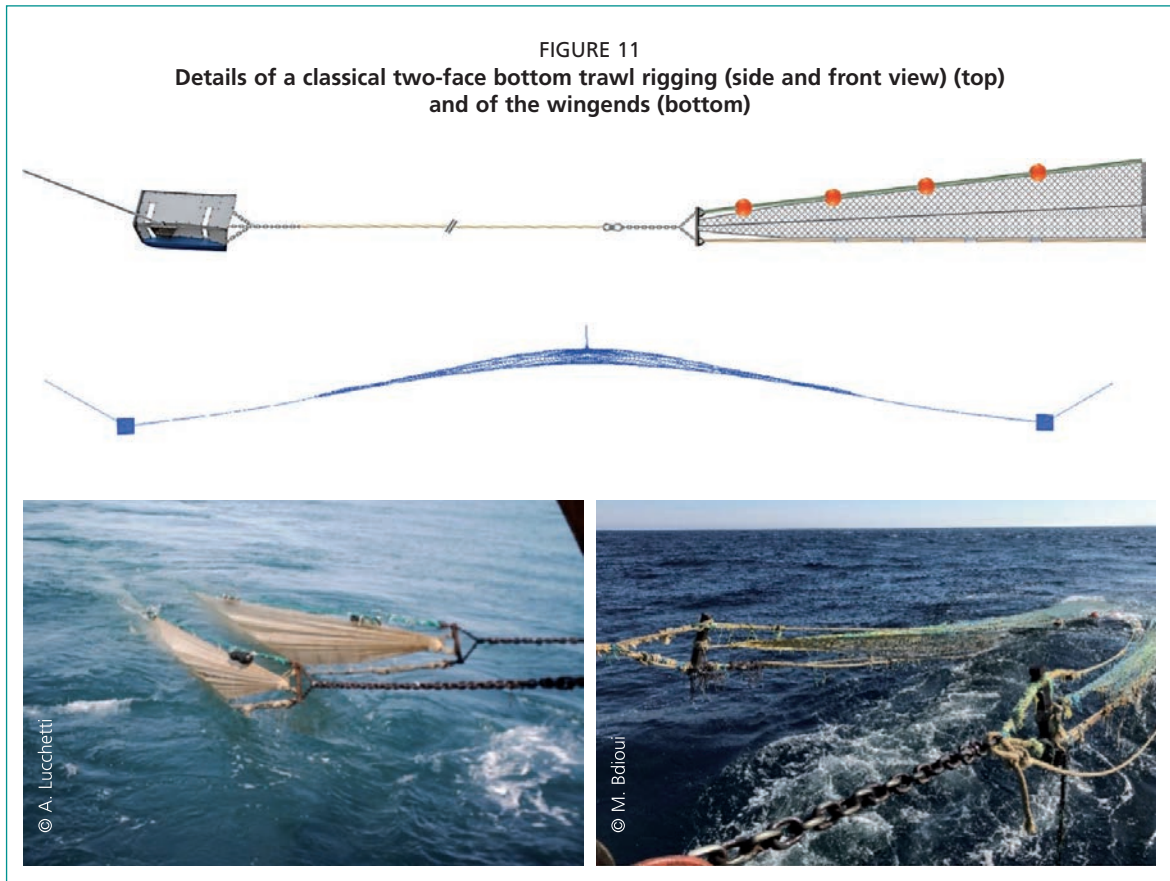 FIGURE 11
Details of a classical two-face bottom trawl rigging (side and front view) (top)
and of the wingends (bottom)
© A. Lucchetti
© M. Bdioui